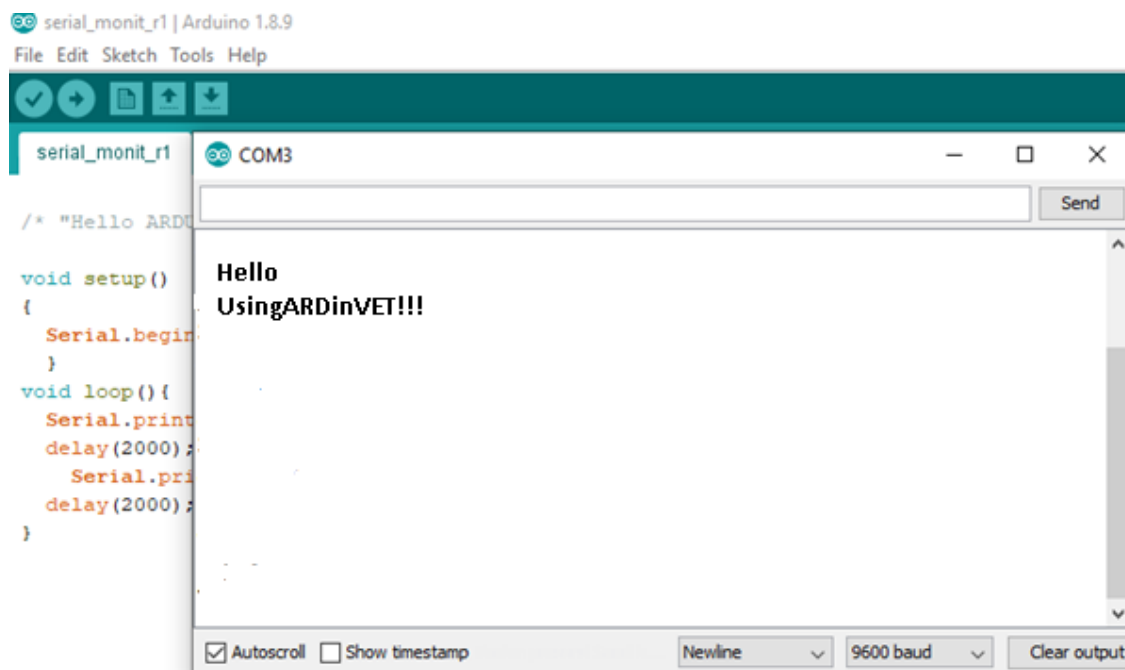 serial_monit_r1 | Arduino 1.8.9
File Edit Sketch Tools Help
serial_monit_r1
COM3
Send
/* "Hello ARDU
void setup()
{
Serial.begin
}
void loop(){
Serial.print
delay(2000);
Serial.pri
delay(2000);
}
Hello
UsingARDinVET!!!
Autoscroll Show timestamp Newline 9600 baud Clear output